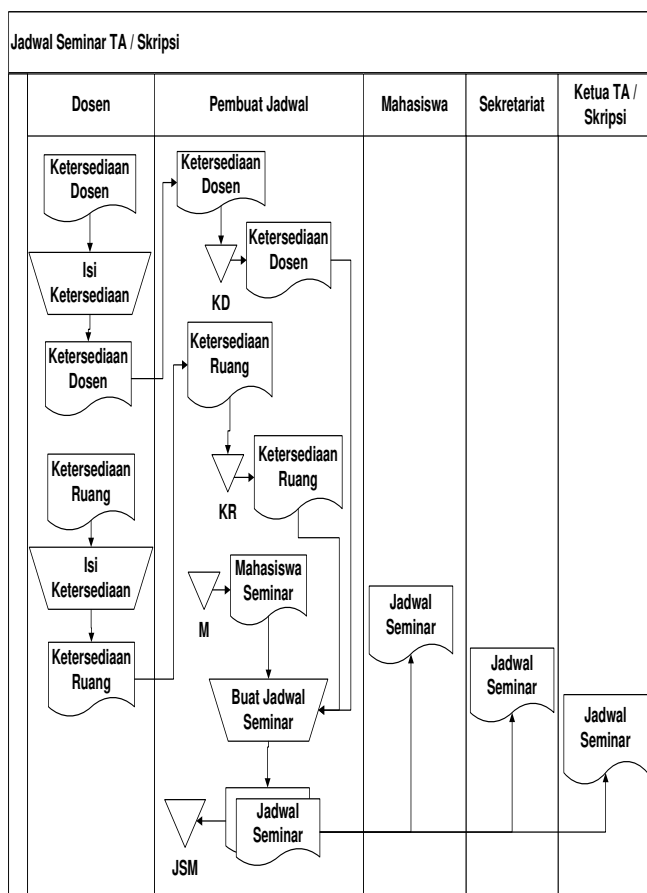 Jadwal Seminar TA / Skripsi
Dosen
Pembuat Jadwal
Mahasiswa
Sekretariat
Ketua TA /
Skripsi
Ketersediaan
Dosen
Isi
Ketersediaan
Ketersediaan
Dosen
Ketersediaan
Ruang
Isi
Ketersediaan
Ketersediaan
Ruang
Ketersediaan
Dosen
KD
Ketersediaan
Dosen
Ketersediaan
Ruang
KR
Ketersediaan
Ruang
M
Mahasiswa
Seminar
Buat Jadwal
Seminar
JSM
Jadwal
Seminar
Jadwal
Seminar
Jadwal
Seminar
Jadwal
Seminar